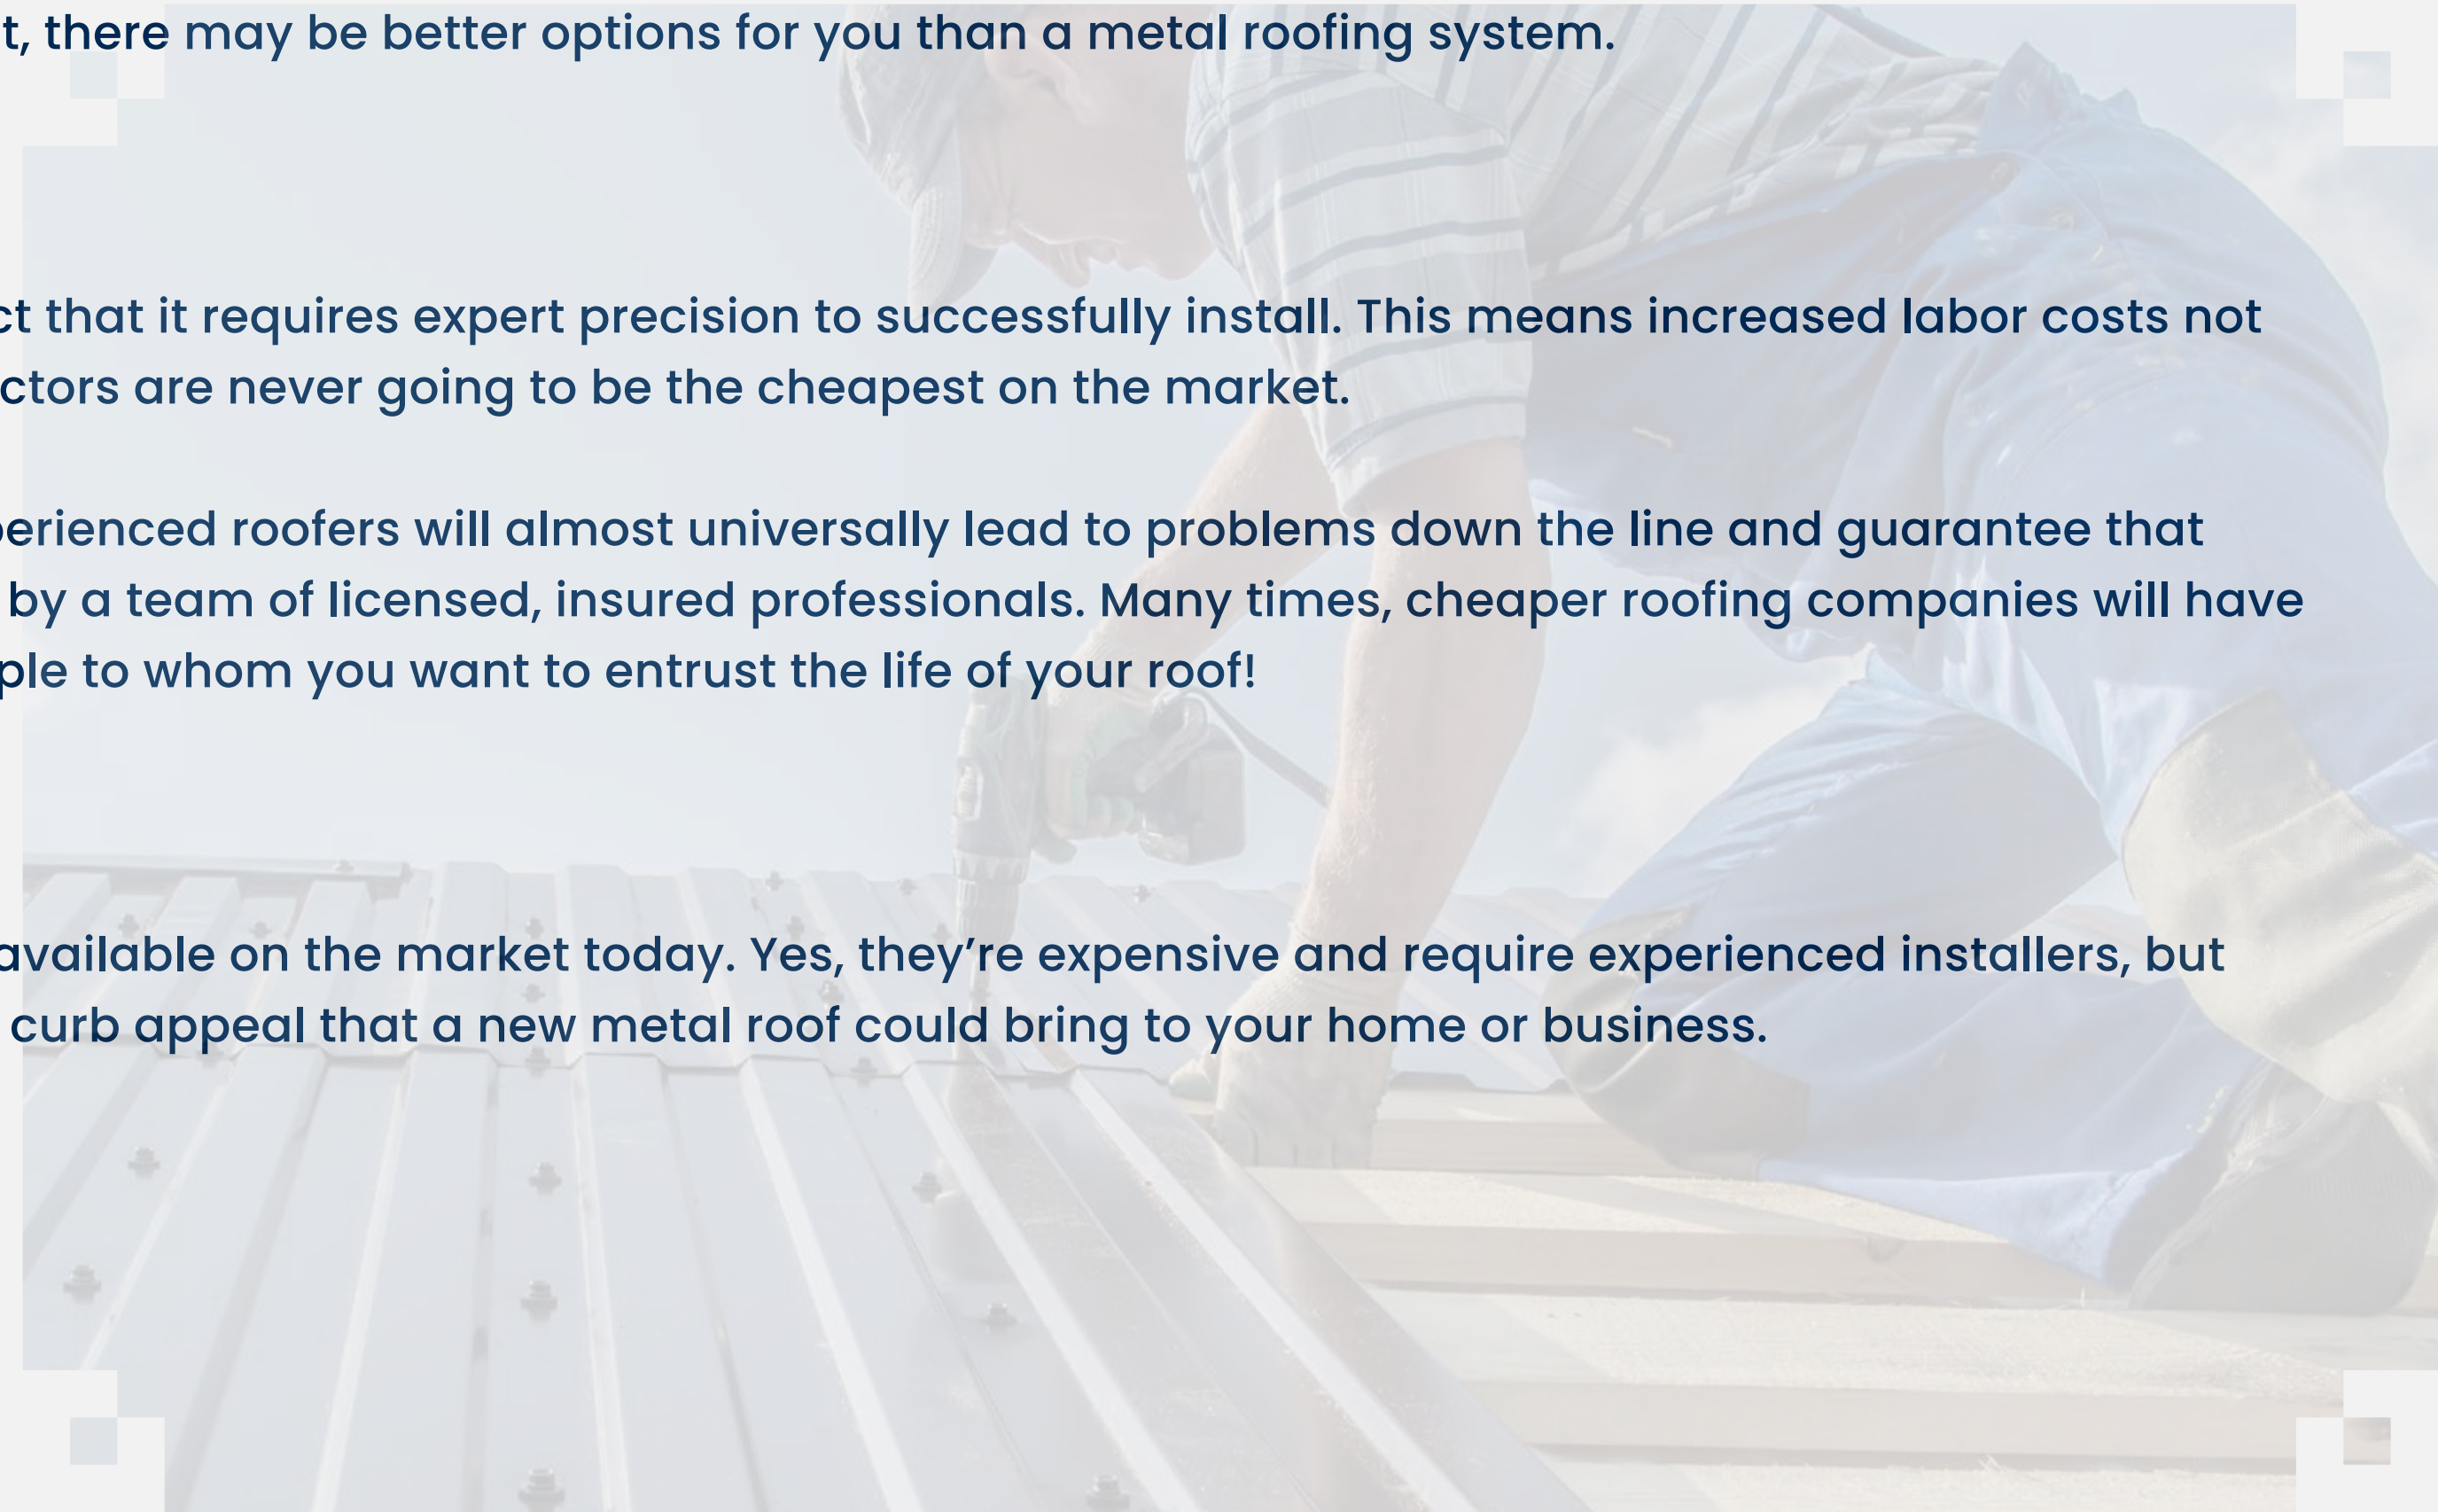 t, there may be better options for you than a metal roofing system.
ct that it requires expert precision to successfully install. This means increased labor costs not
ctors are never going to be the cheapest on the market.
perienced roofers will almost universally lead to problems down the line and guarantee that
by a team of licensed, insured professionals. Many times, cheaper roofing companies will have
ple to whom you want to entrust the life of your roof!
available on the market today. Yes, they’re expensive and require experienced installers, but
curb appeal that a new metal roof could bring to your home or business.